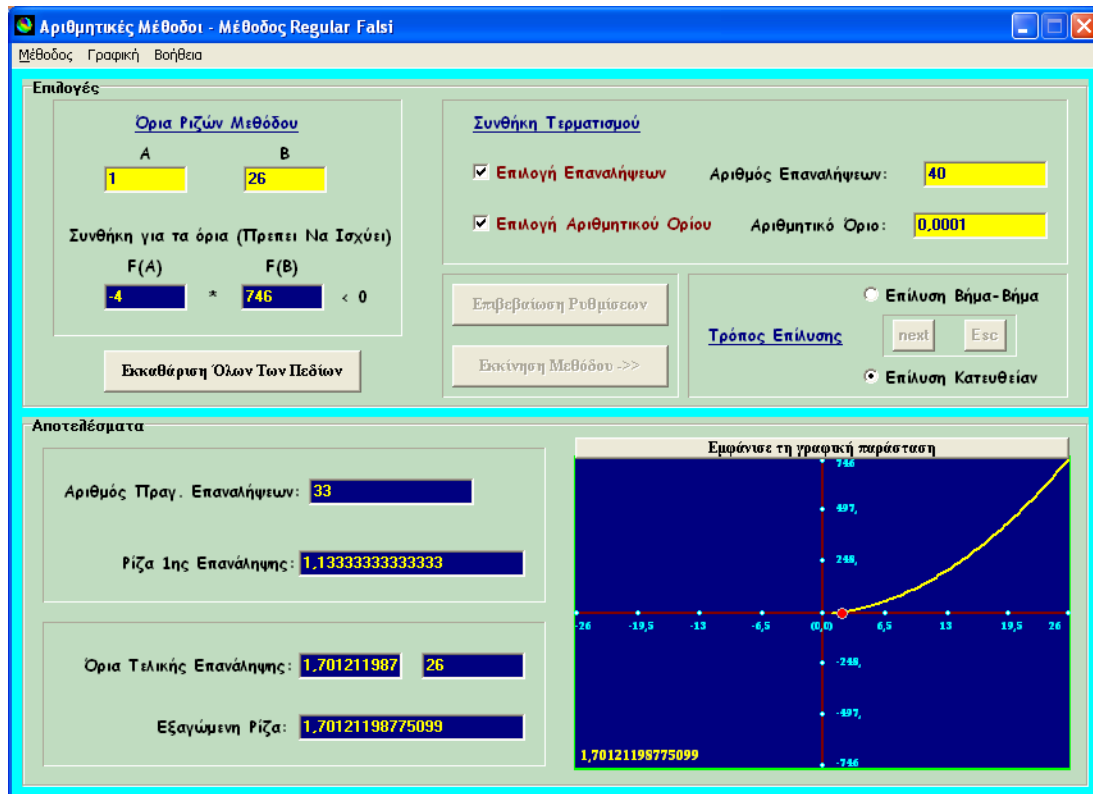 Αριθμητικές Μέθοδοι - Μέθοδος Regular Falsi
Μέθοδος Γραφική Βοήθεια
Επιλογές
Όρια Ριζών Μεθόδου
A B
1 26
Συνθήκη για τα όρια (Πρεπει Να Ισχύει)
F(A) F(B)
-4 * 746 < 0
Εκκαθάριση Όλων Των Πεδίων
Συνθήκη Τερματισμού
Επιλογή Επαναλήψεων Αριθμός Επαναλήψεων: 40
Επιλογή Αριθμητικού Ορίου Αριθμητικό Όριο: 0,0001
Επιβεβαίωση Ρυθμίσεων
Εκκίνηση Μεθόδου ->>
Επίλυση Βήμα-Βήμα
Τρόπος Επίλυσης next Esc
Επίλυση Κατευθείαν
Αποτελέσματα
Αριθμός Πραγ. Επαναλήψεων: 33
Ρίζα 1ης Επανάληψης: 1,13333333333333
Όρια Τελικής Επανάληψης: 1,701211987 26
Εξαγώμενη Ρίζα: 1,70121198775099
Εμφάνισε τη γραφική παράσταση
746
497,
248,
-26 -19,5 -13 -6,5 (0,0) 6,5 13 19,5 26
-248,
-497,
-746
1,70121198775099